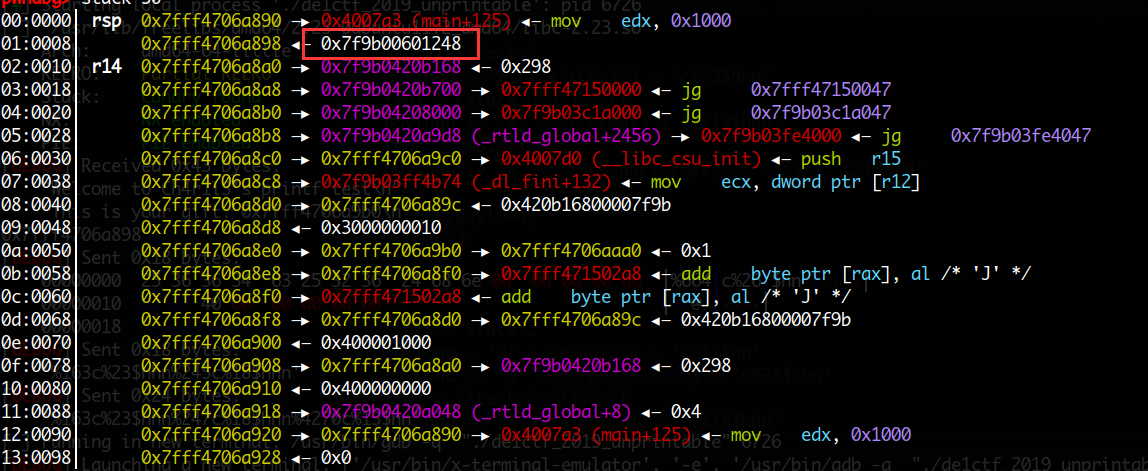 00:0000│ rsp 0x7fff4706a890 —▸ 0x4007a3 (main+125) ◂— mov edx, 0x1000
01:0008│ 0x7fff4706a898 ◂— 0x7f9b00601248
02:0010│ r14 0x7fff4706a8a0 —▸ 0x7f9b0420b168 ◂— 0x298
03:0018│ 0x7fff4706a8a8 —▸ 0x7f9b0420b700 —▸ 0x7fff47150000 ◂— jg 0x7fff47150047
04:0020│ 0x7fff4706a8b0 —▸ 0x7f9b04208000 —▸ 0x7f9b03c1a000 ◂— jg 0x7f9b03c1a047
05:0028│ 0x7fff4706a8b8 —▸ 0x7f9b0420a9d8 (_rtld_global+2456) —▸ 0x7f9b03fe4000 ◂— jg 0x7f9b03fe4047
06:0030│ 0x7fff4706a8c0 —▸ 0x7fff4706a9c0 —▸ 0x4007d0 (__libc_csu_init) ◂— push r15
07:0038│ 0x7fff4706a8c8 —▸ 0x7f9b03ff4b74 (_dl_fini+132) ◂— mov ecx, dword ptr [r12]
08:0040│ 0x7fff4706a8d0 —▸ 0x7fff4706a89c ◂— 0x420b16800007f9b
09:0048│ 0x7fff4706a8d8 ◂— 0x3000000010
0a:0050│ 0x7fff4706a8e0 —▸ 0x7fff4706a9b0 —▸ 0x7fff4706aaa0 ◂— 0x1
0b:0058│ 0x7fff4706a8e8 —▸ 0x7fff4706a8f0 —▸ 0x7fff471502a8 ◂— add byte ptr [rax], al /* 'J' */
0c:0060│ 0x7fff4706a8f0 —▸ 0x7fff471502a8 ◂— add byte ptr [rax], al /* 'J' */
0d:0068│ 0x7fff4706a8f8 —▸ 0x7fff4706a8d0 —▸ 0x7fff4706a89c ◂— 0x420b16800007f9b
0e:0070│ 0x7fff4706a900 ◂— 0x400001000
0f:0078│ 0x7fff4706a908 —▸ 0x7fff4706a8a0 —▸ 0x7f9b0420b168 ◂— 0x298
10:0080│ 0x7fff4706a910 ◂— 0x400000000
11:0088│ 0x7fff4706a918 —▸ 0x7f9b0420a048 (_rtld_global+8) ◂— 0x4
12:0090│ 0x7fff4706a920 —▸ 0x7fff4706a890 —▸ 0x4007a3 (main+125) ◂— mov edx, 0x1000
13:0098│ 0x7fff4706a928 ◂— 0x0